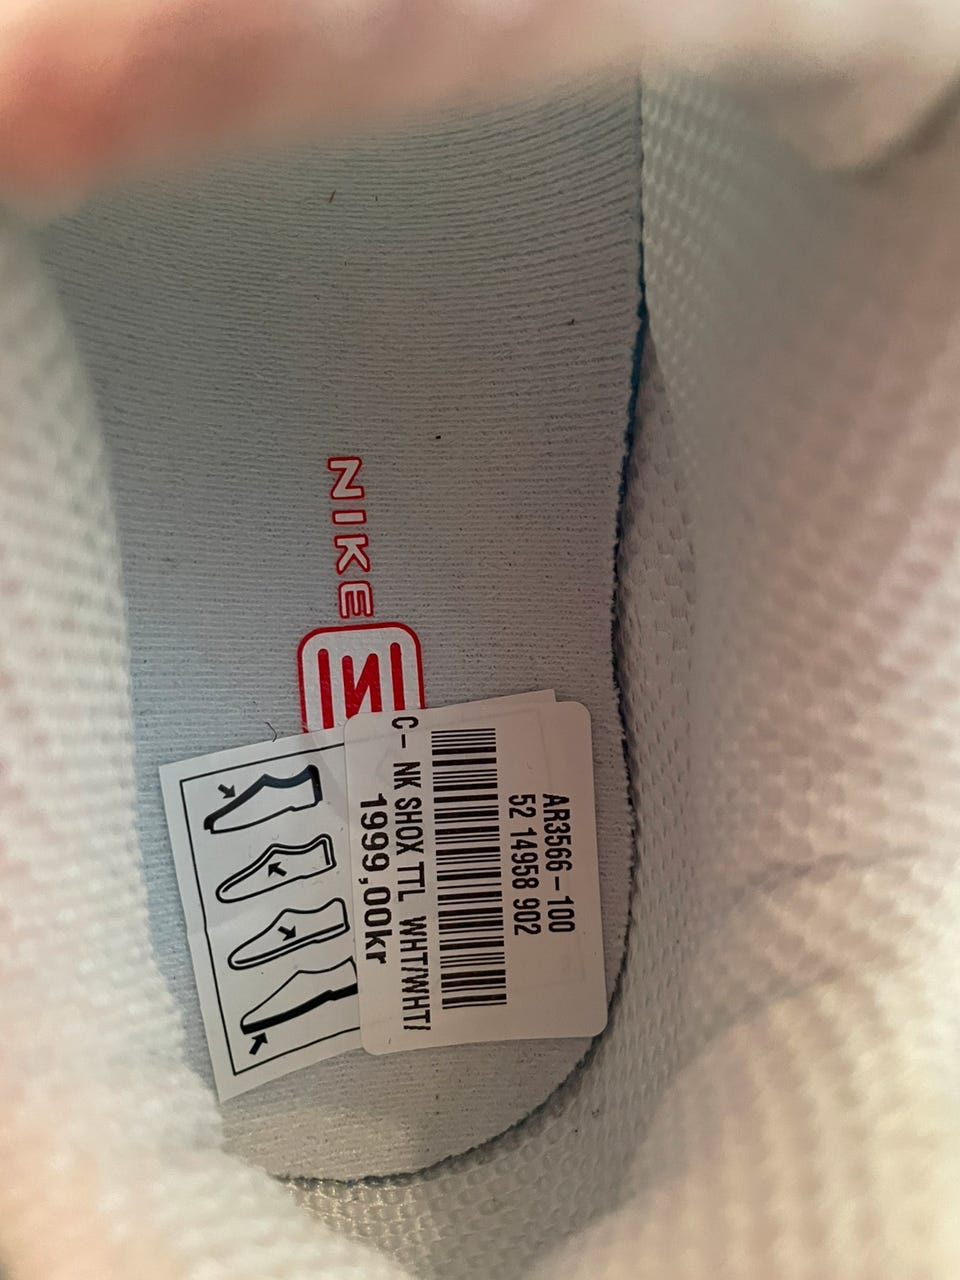 NIKE
C- NK SHOX TTL WHT/WHT/
1999,00kr
52 14958 902
AR3566-100